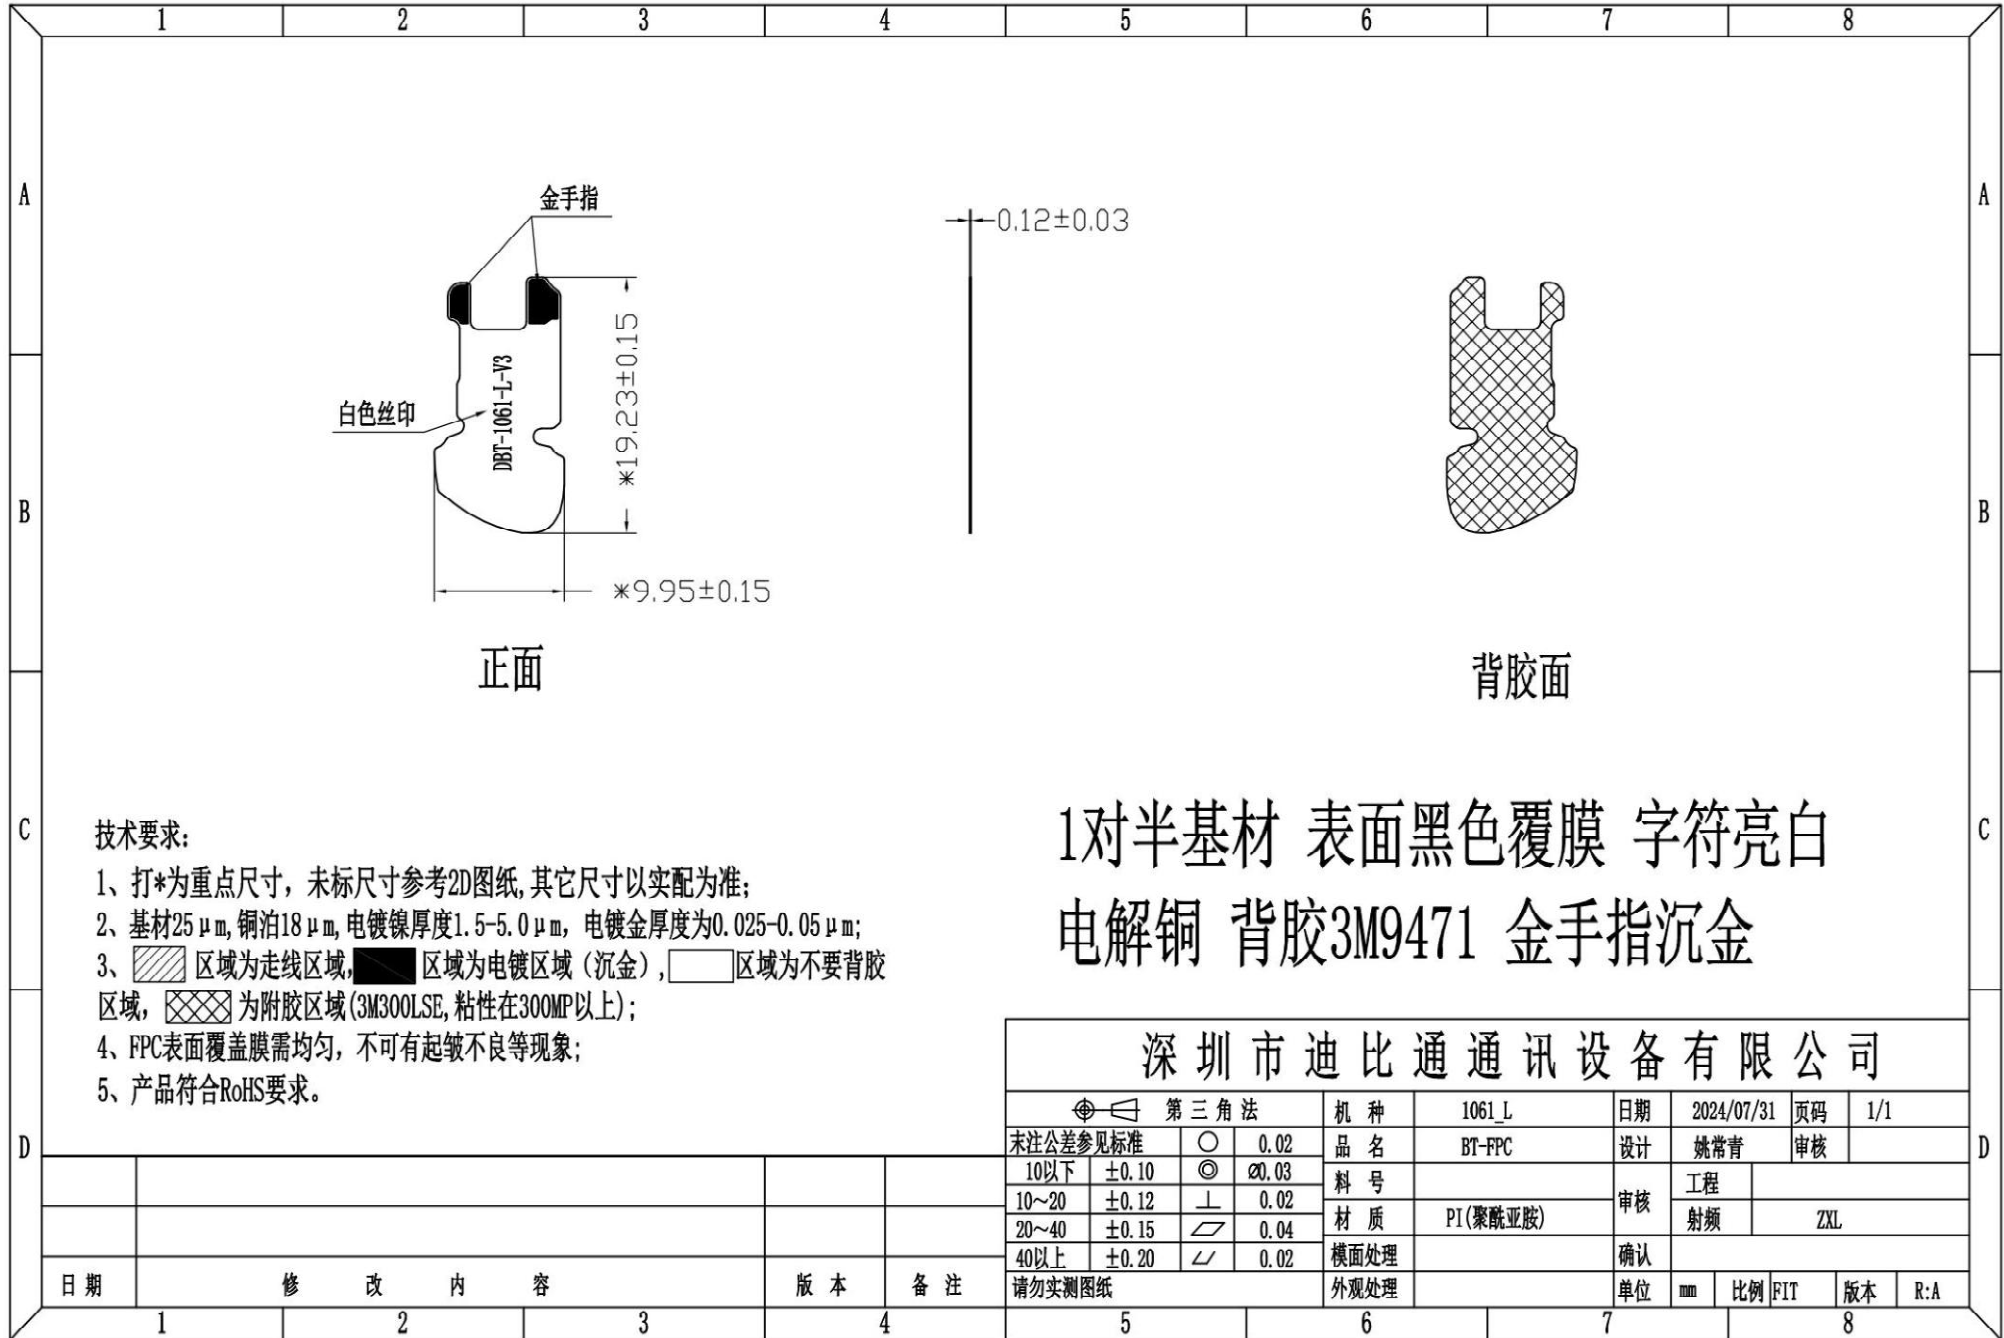 1 2 3 4 5 6 7 8
A
A
金手指
0.12±0.03
*19.23±0.15
DBT-1061-L-V3
白色丝印
B
B
*9.95±0.15
正面
背胶面
C
C
1对半基材 表面黑色覆膜 字符亮白
电解铜 背胶3M9471 金手指沉金
技术要求:
1、打*为重点尺寸，未标尺寸参考2D图纸,其它尺寸以实配为准;
2、基材25μm,铜泊18μm,电镀镍厚度1.5-5.0μm，电镀金厚度为0.025-0.05μm;
3、 区域为走线区域, 区域为电镀区域（沉金）, 区域为不要背胶
区域， 为附胶区域(3M300LSE,粘性在300MP以上);
4、FPC表面覆盖膜需均匀，不可有起皱不良等现象;
5、产品符合RoHS要求。
D
D
深圳市迪比通通讯设备有限公司
第三角法 机种 1061_L 日期 2024/07/31 页码 1/1
末注公差参见标准 0.02 品名 BT-FPC 设计 姚常青 审核
10以下 ±0.10 ⌀0.03 料号 审核 工程
10~20 ±0.12 0.02 材质 PI(聚酰亚胺) 射频 ZXL
20~40 ±0.15 0.04
40以上 ±0.20 0.02 模面处理 确认
请勿实测图纸 外观处理 单位 mm 比例 FIT 版本 R:A
日期 修改内容 版本 备注
1 2 3 4 5 6 7 8